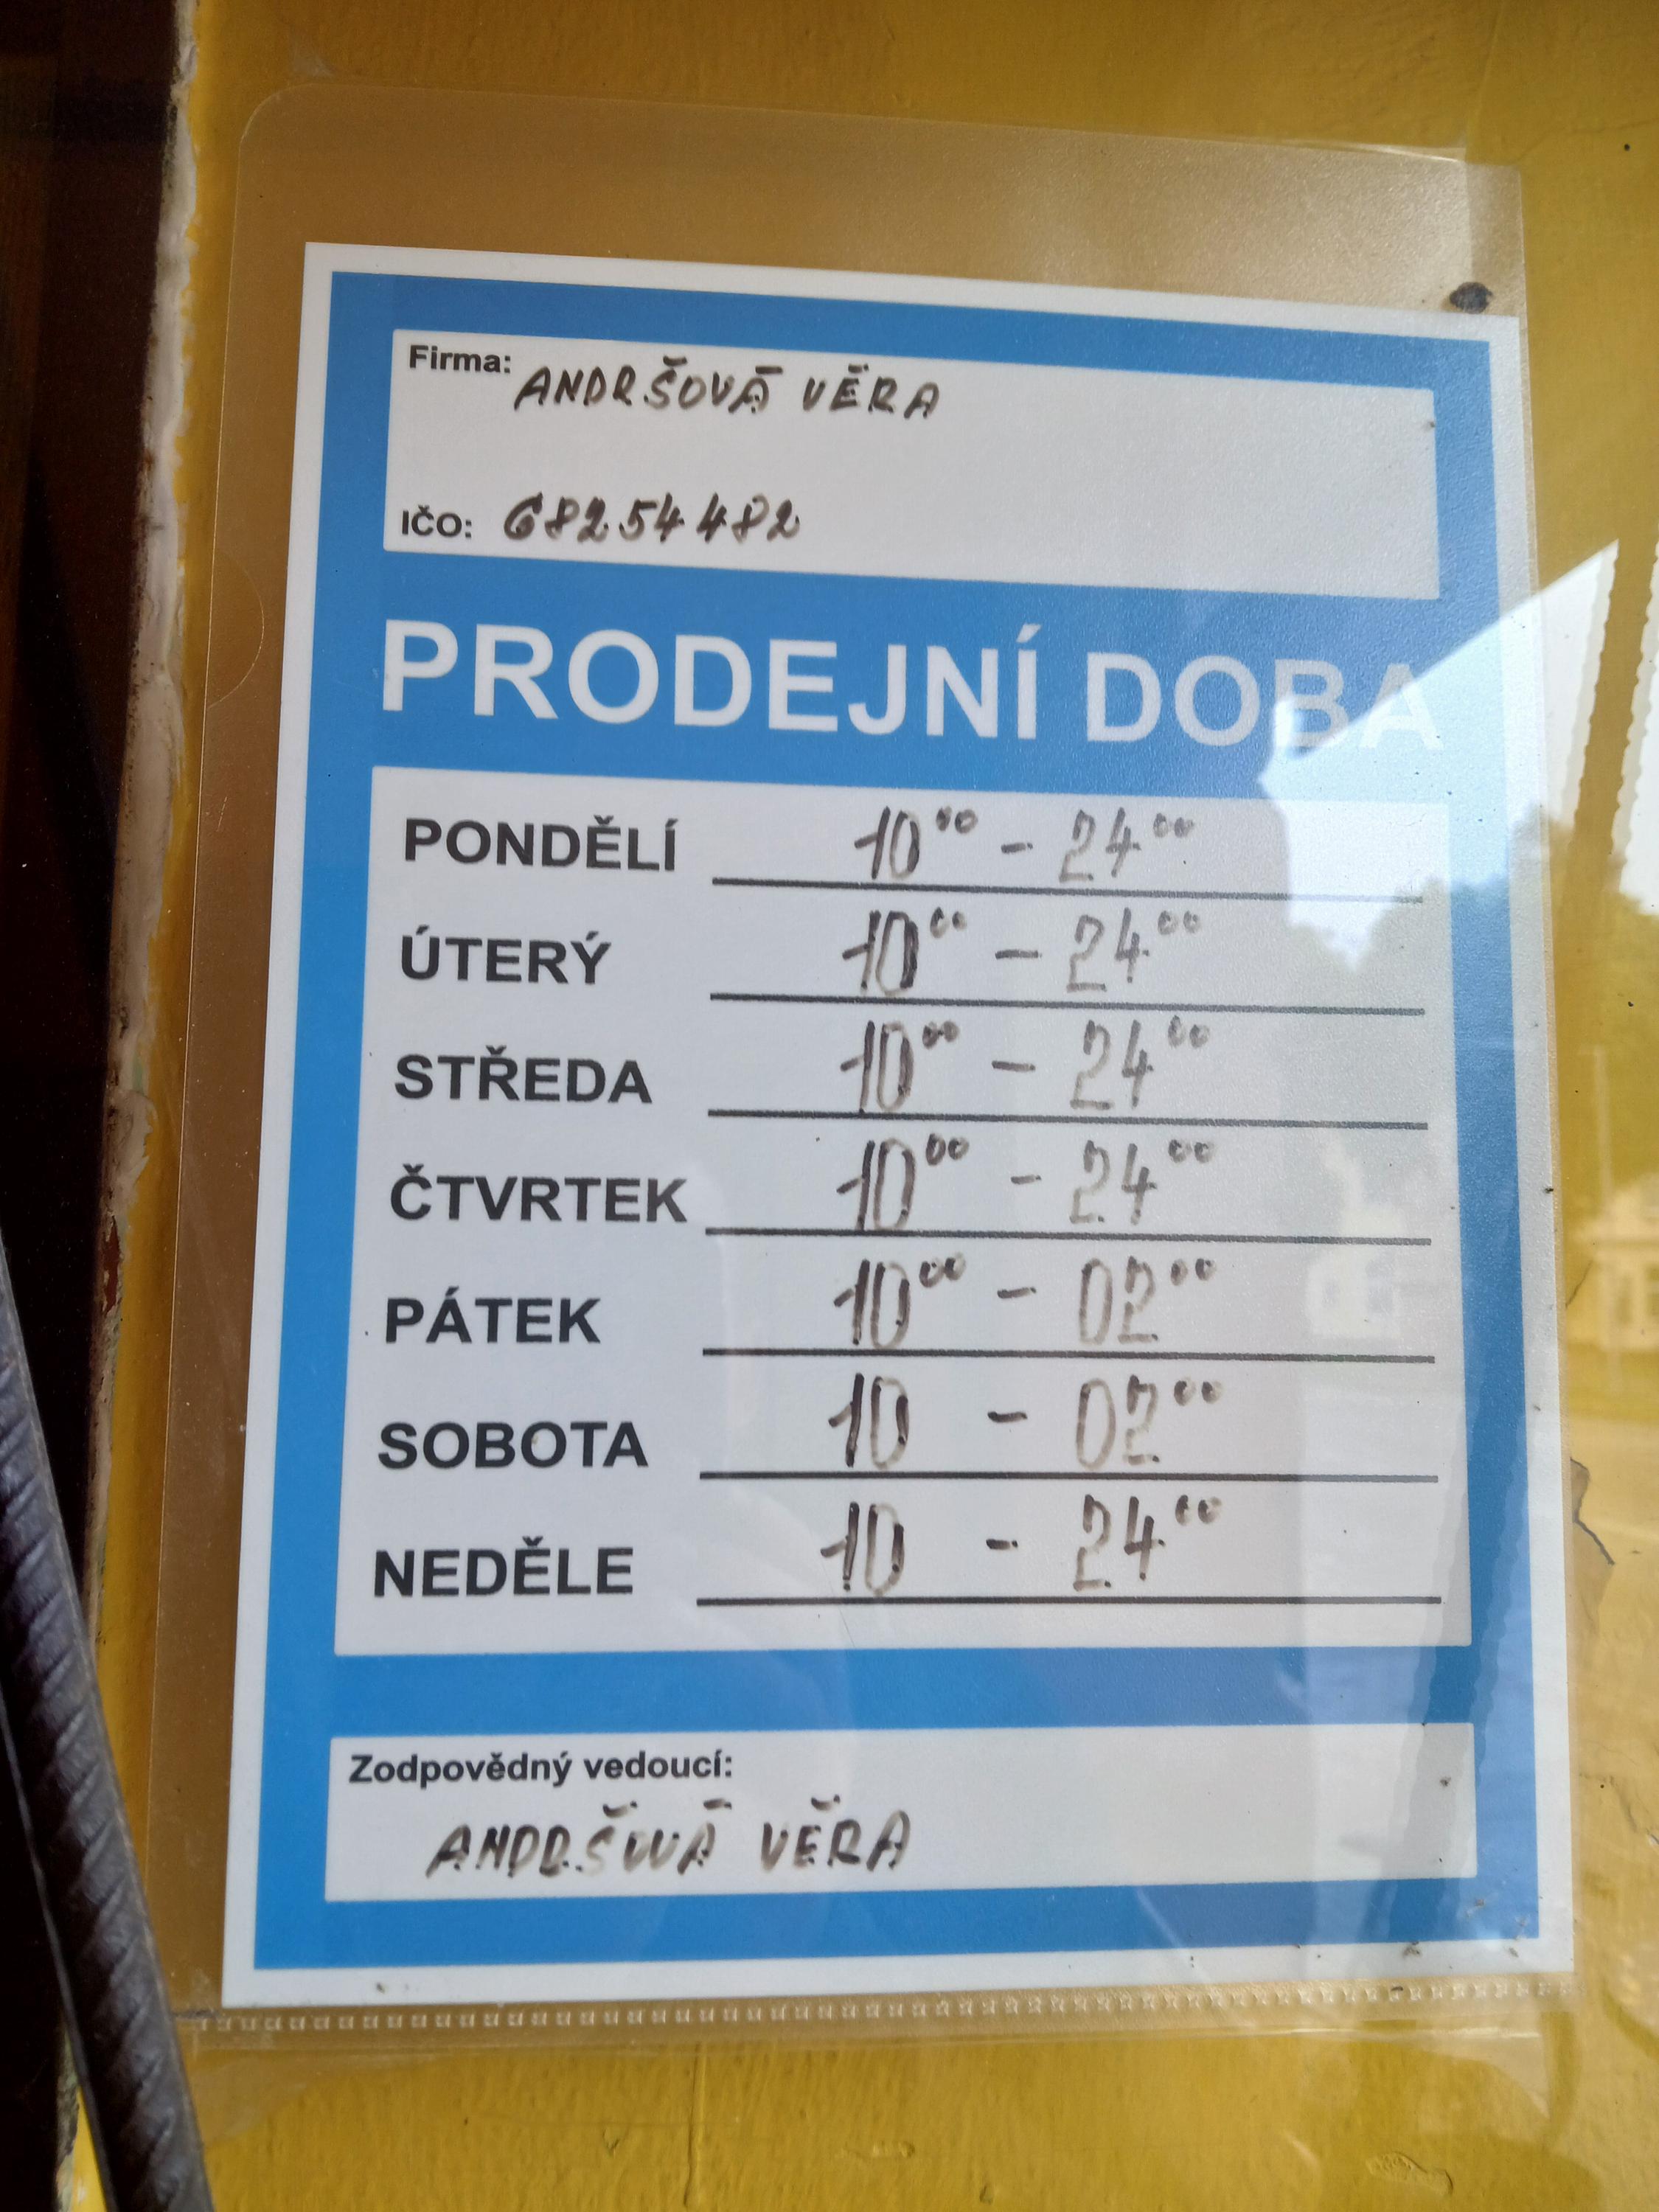 Firma: ANDRŠOVÁ VĚRA
IČO: 68254482
PRODEJNÍ DOBA
PONDĚLÍ 10⁰⁰ - 24⁰⁰
ÚTERÝ 10⁰⁰ - 24⁰⁰
STŘEDA 10⁰⁰ - 24⁰⁰
ČTVRTEK 10⁰⁰ - 24⁰⁰
PÁTEK 10⁰⁰ - 02⁰⁰
SOBOTA 10 - 02⁰⁰
NEDĚLE 10 - 24⁰⁰
Zodpovědný vedoucí:
ANDRŠOVÁ VĚRA